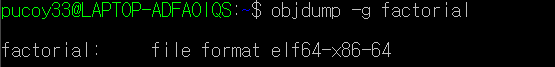 pucoy33@LAPTOP-ADFAOIQS:~$ objdump -g factorial
factorial:     file format elf64-x86-64